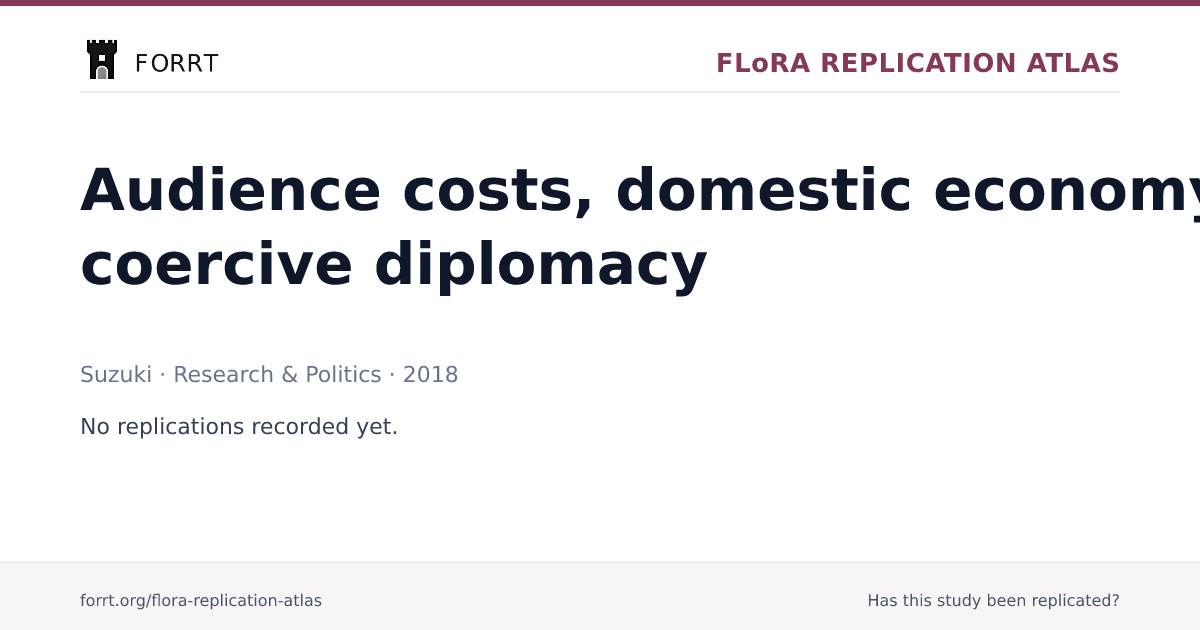 FORRT
FLoRA REPLICATION ATLAS
Audience costs, domestic economy
coercive diplomacy
Suzuki · Research & Politics · 2018
No replications recorded yet.
forrt.org/flora-replication-atlas
Has this study been replicated?